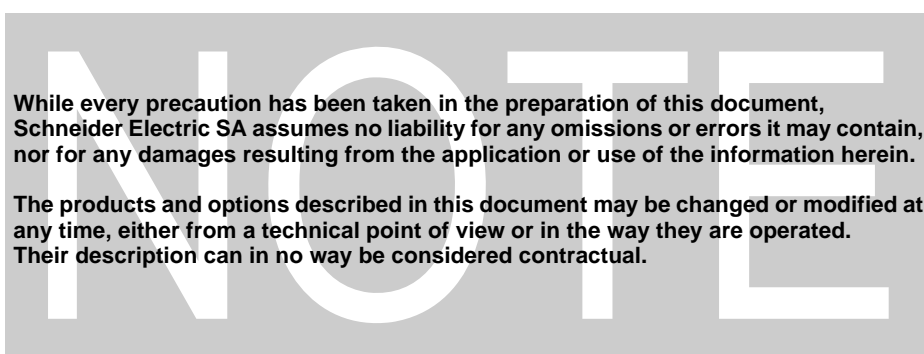 NOTE
While every precaution has been taken in the preparation of this document,
Schneider Electric SA assumes no liability for any omissions or errors it may contain,
nor for any damages resulting from the application or use of the information herein.
The products and options described in this document may be changed or modified at
any time, either from a technical point of view or in the way they are operated.
Their description can in no way be considered contractual.